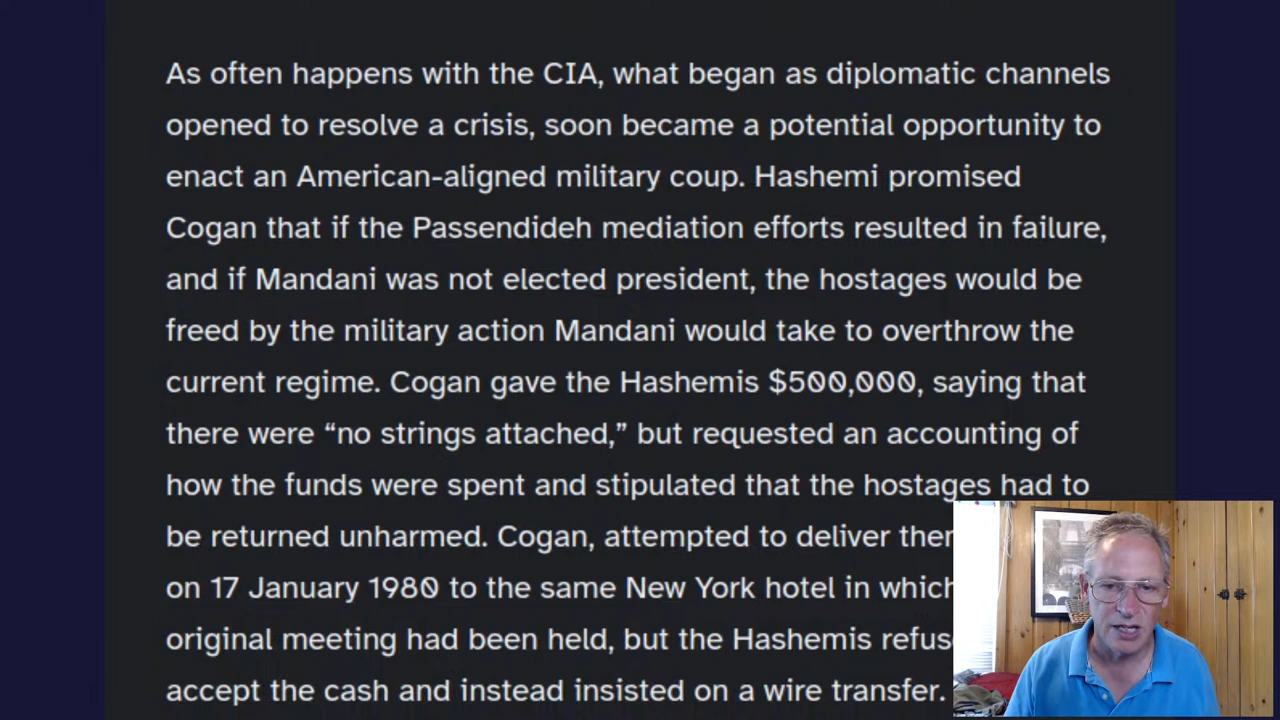 As often happens with the CIA, what began as diplomatic channels
opened to resolve a crisis, soon became a potential opportunity to
enact an American-aligned military coup. Hashemi promised
Cogan that if the Passendideh mediation efforts resulted in failure,
and if Mandani was not elected president, the hostages would be
freed by the military action Mandani would take to overthrow the
current regime. Cogan gave the Hashemis $500,000, saying that
there were “no strings attached,” but requested an accounting of
how the funds were spent and stipulated that the hostages had to
be returned unharmed. Cogan, attempted to deliver
on 17 January 1980 to the same New York hotel in which
original meeting had been held, but the Hashemis
accept the cash and instead insisted on a wire transfer.